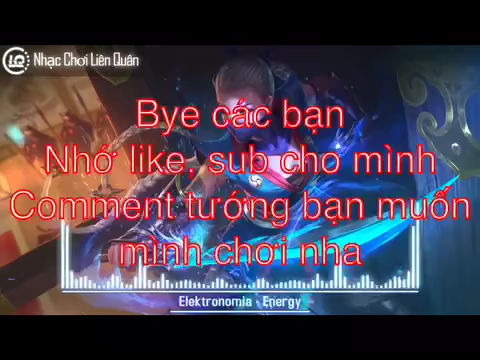 LQ
Nhạc Chơi Liên Quân
Bye các bạn
Nhớ like, sub cho mình
Comment tướng bạn muốn
mình chơi nha
Elektronomia - Energy